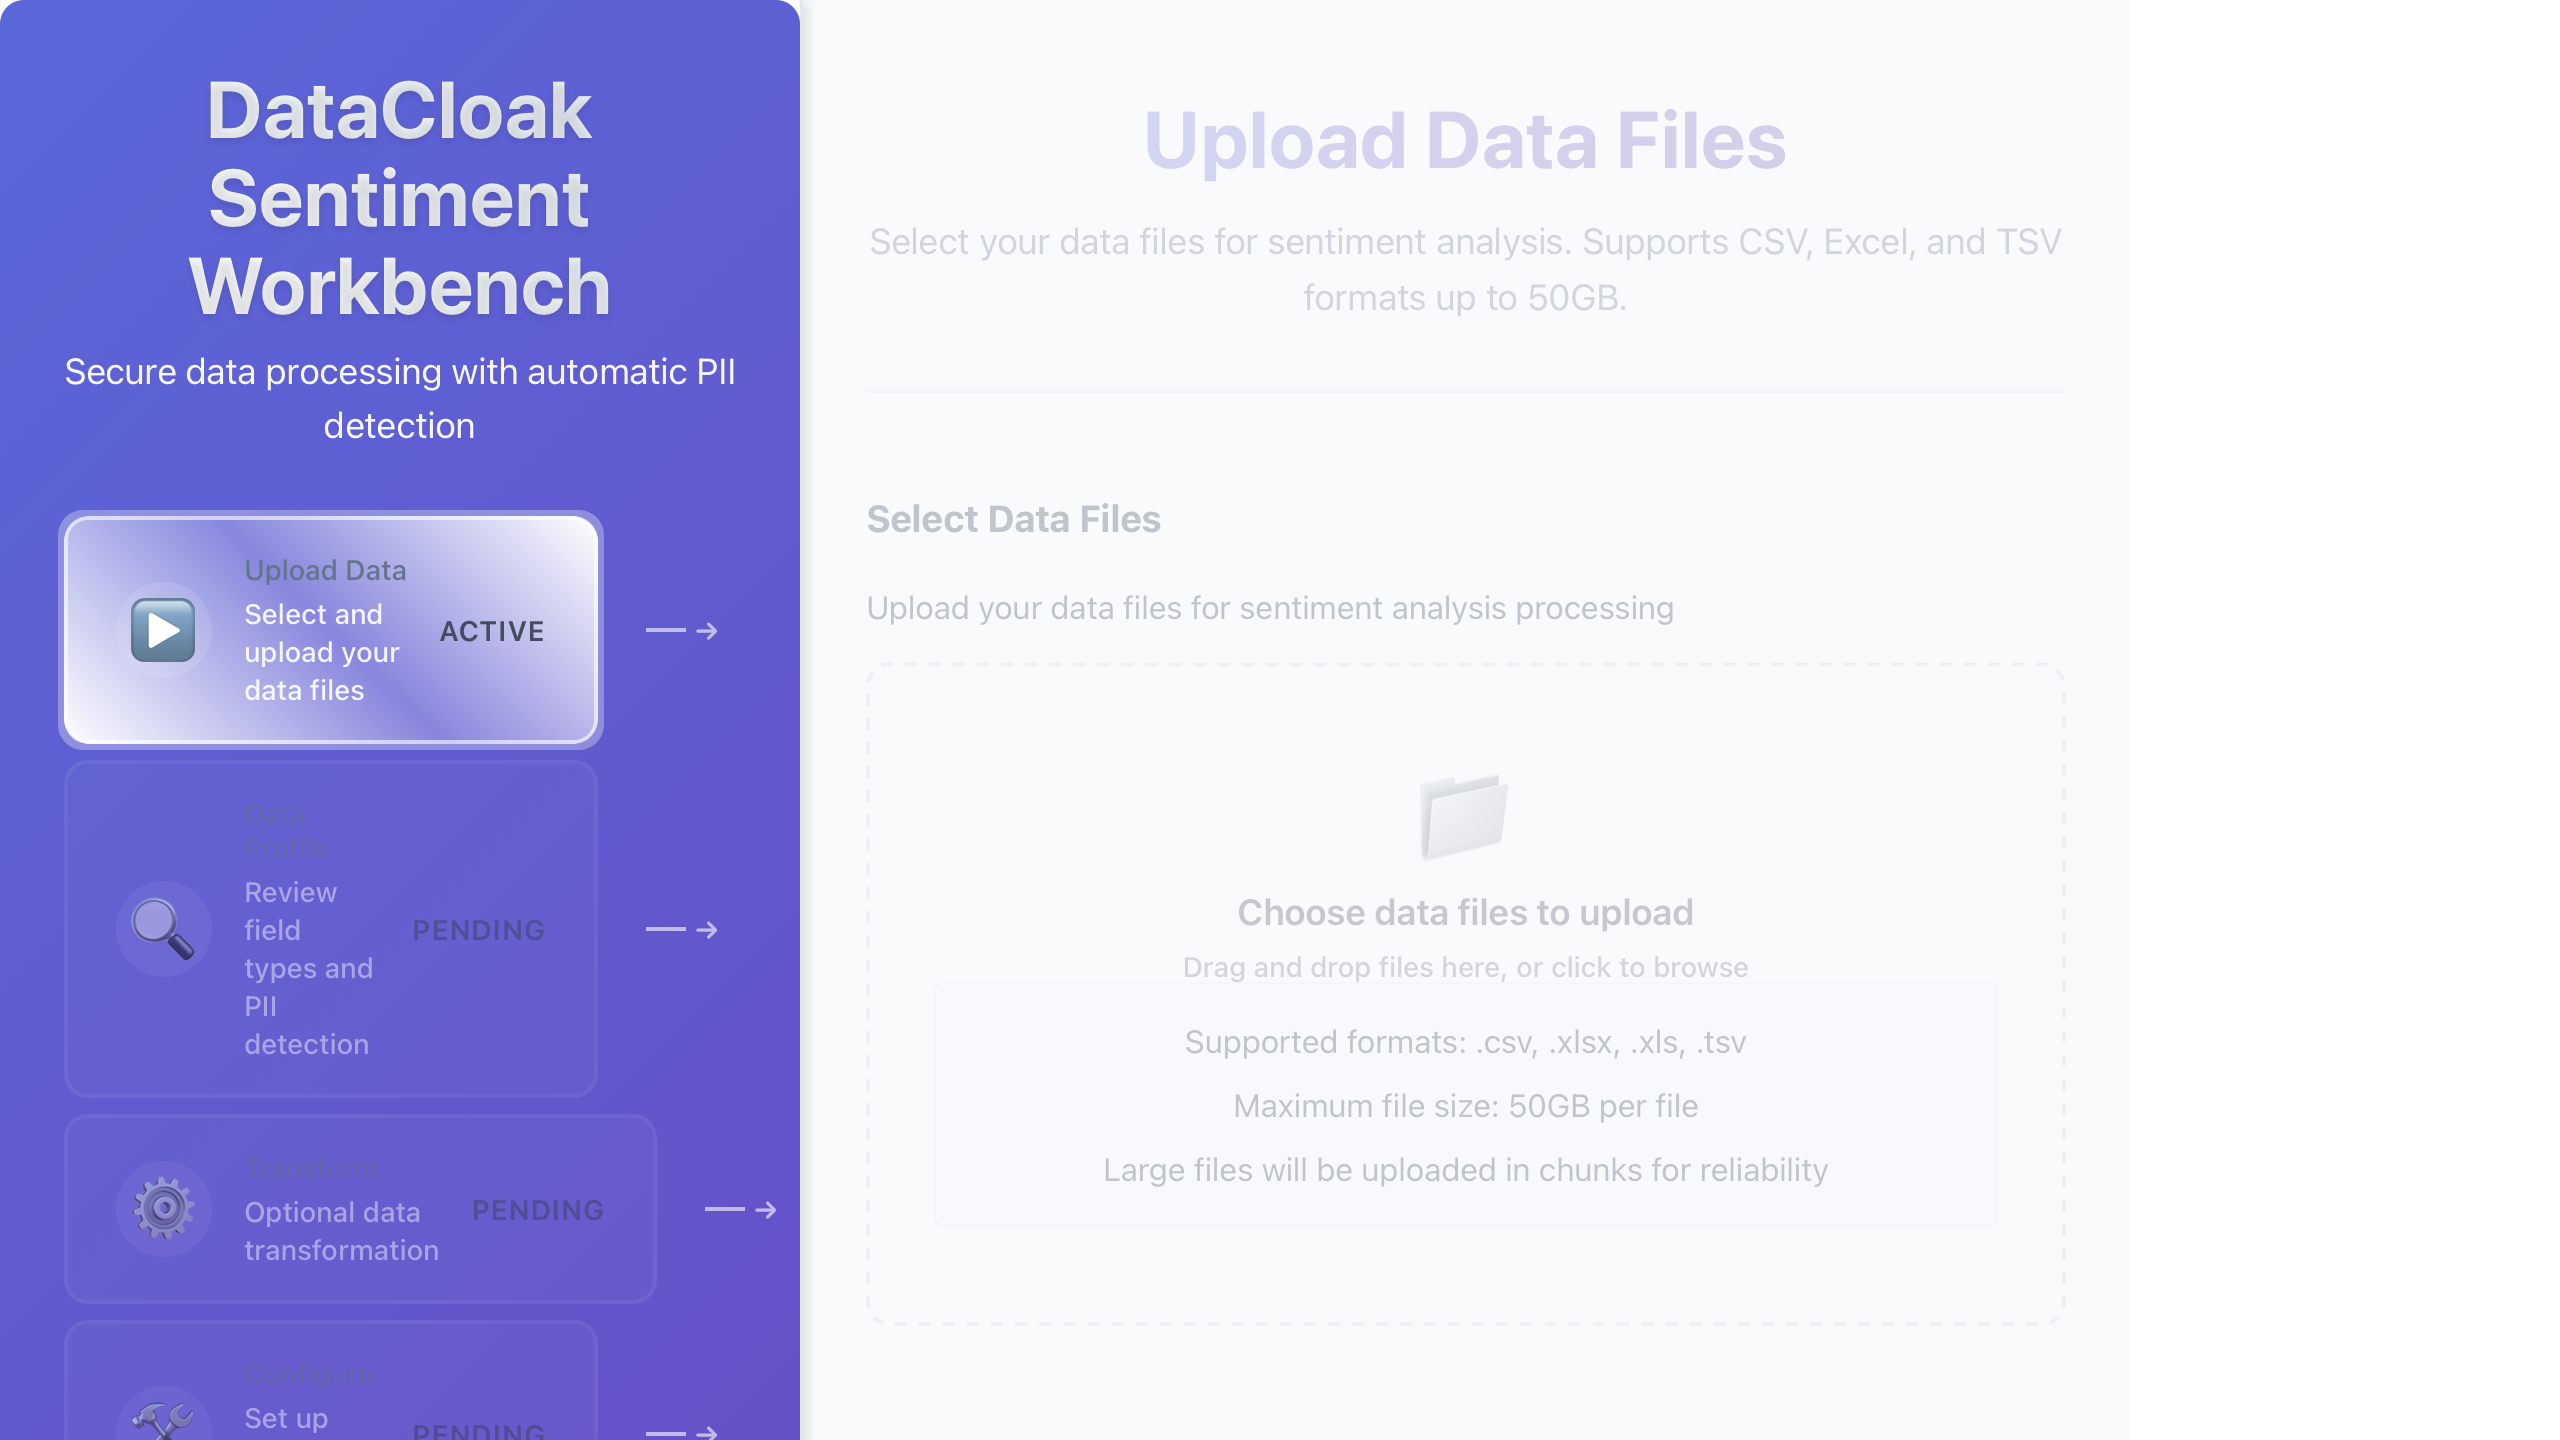 DataCloak
Sentiment
Workbench
Secure data processing with automatic PII
detection
Upload Data
Select and
upload your
data files
ACTIVE
Data
Profile
Review
field
types and
PII
detection
PENDING
Transform
Optional data
transformation
PENDING
Configure
Set up
PENDING
Upload Data Files
Select your data files for sentiment analysis. Supports CSV, Excel, and TSV
formats up to 50GB.
Select Data Files
Upload your data files for sentiment analysis processing
Choose data files to upload
Drag and drop files here, or click to browse
Supported formats: .csv, .xlsx, .xls, .tsv
Maximum file size: 50GB per file
Large files will be uploaded in chunks for reliability